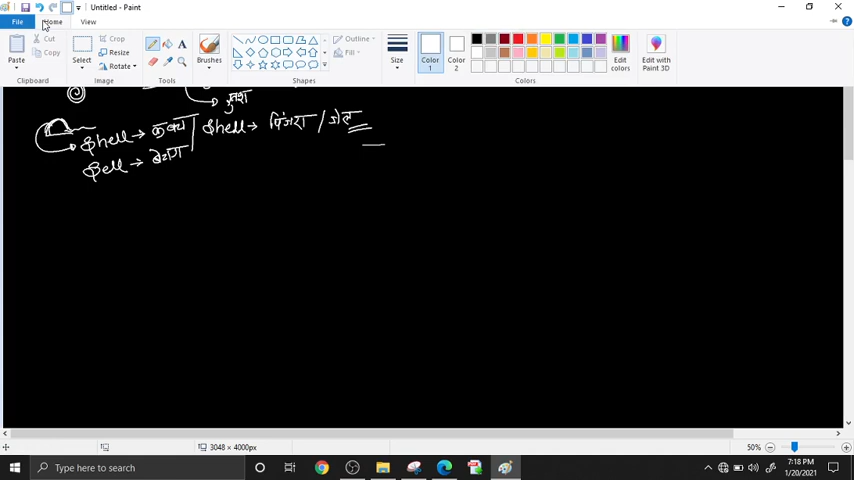 Untitled - Paint
File Home View
Paste Cut Copy Clipboard
Select Crop Resize Rotate Image
Tools
Brushes
Shapes Outline Fill
Size
Color 1 Color 2
Colors
Edit colors
Edit with Paint 3D
Shell → कवच / Shell → पिंजरा / जेल
Sell → बेचना
3048 × 4000px
50%
Type here to search
7:18 PM
1/20/2021